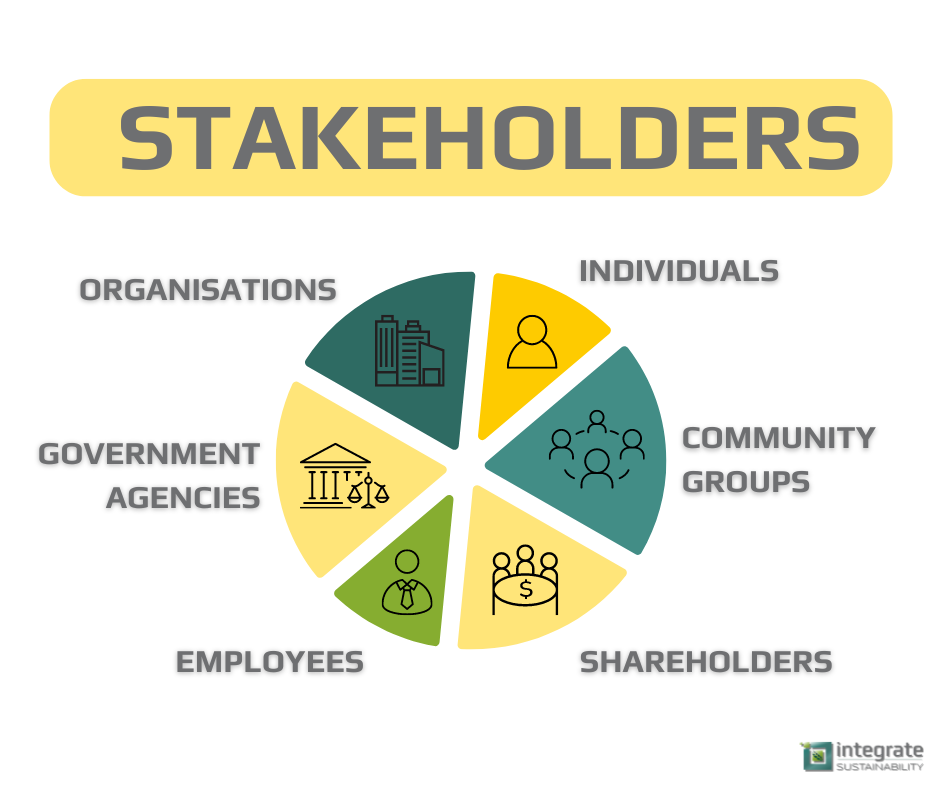 STAKEHOLDERS
ORGANISATIONS
INDIVIDUALS
GOVERNMENT
AGENCIES
COMMUNITY
GROUPS
$
EMPLOYEES
SHAREHOLDERS
integrate
SUSTAINABILITY